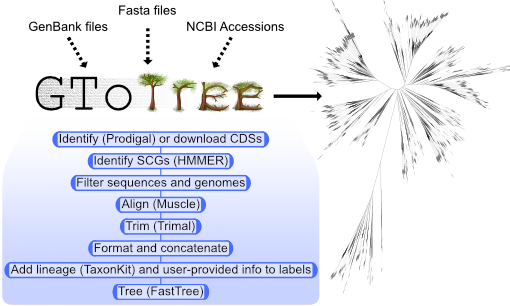 Fasta files
GenBank files
NCBI Accessions
GToTree
Identify (Prodigal) or download CDSs
Identify SCGs (HMMER)
Filter sequences and genomes
Align (Muscle)
Trim (Trimal)
Format and concatenate
Add lineage (TaxonKit) and user-provided info to labels
Tree (FastTree)